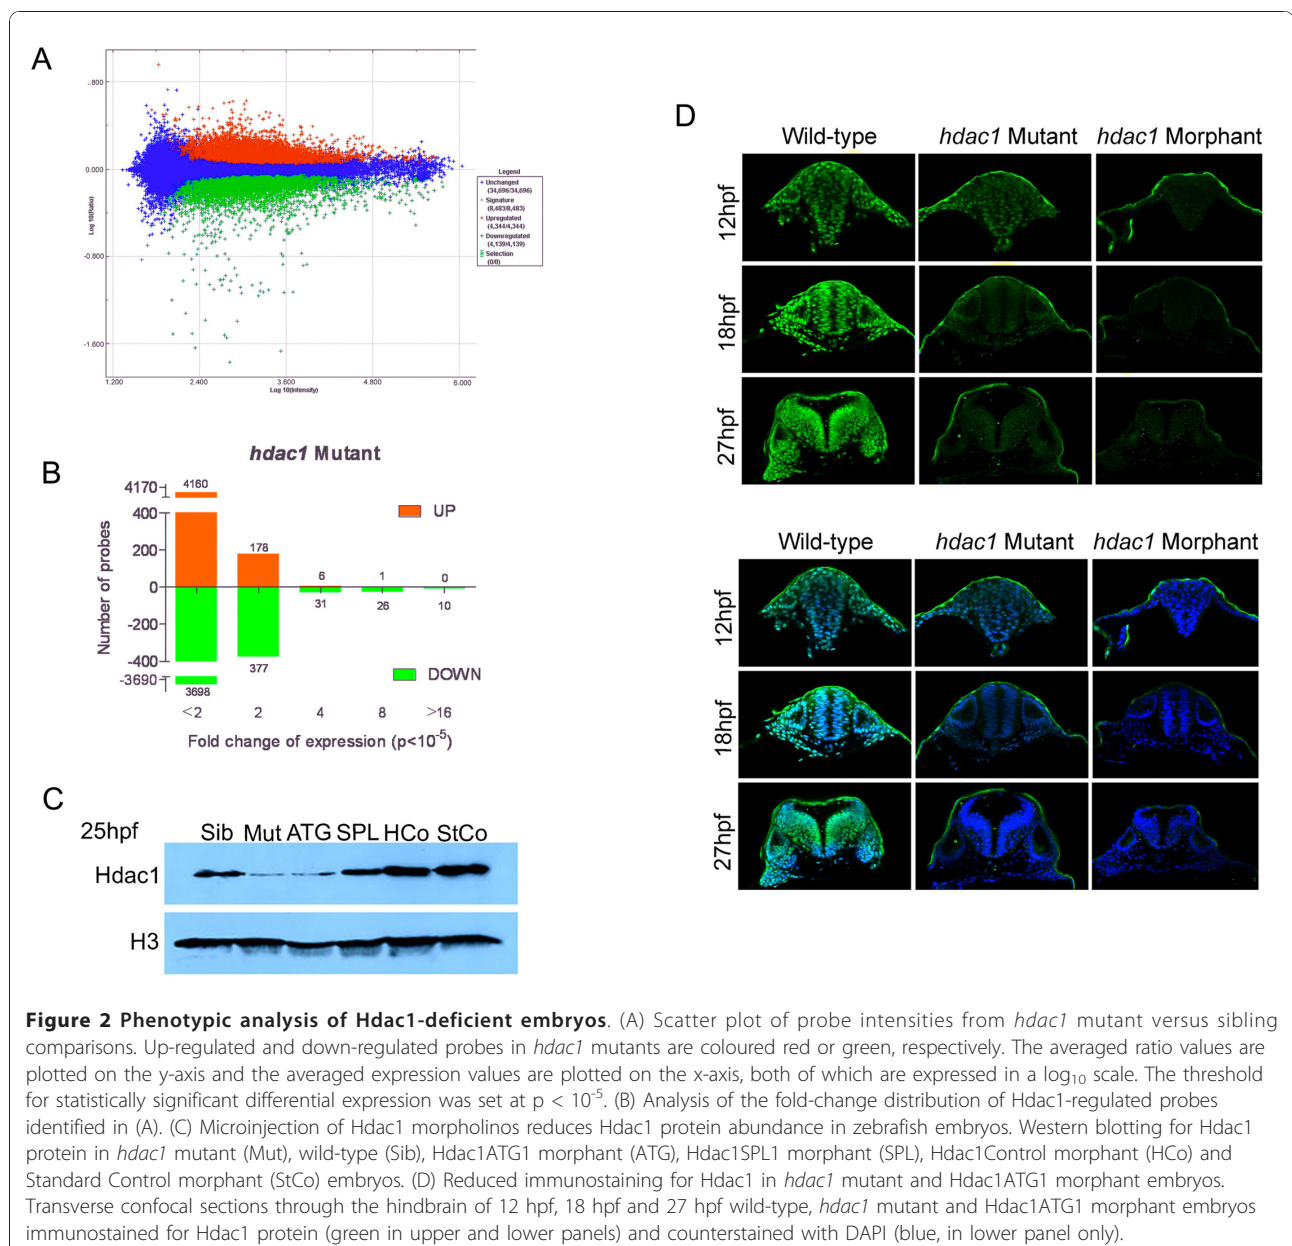 A
.800
0.000
-0.800
-1.600
Log 10(Ratio)
1.200 2.400 3.600 4.800 6.000
Log 10(Intensity)
Legend
Unchanged
(34,696/34,696)
Signature
(8,483/8,483)
Upregulated
(4,344/4,344)
Downregulated
(4,139/4,139)
Selection
(0/0)
B
hdac1 Mutant
4170
400
200
0
-200
-400
-3690
Number of probes
4160
178
6
1
0
UP
31
26
10
377
3698
DOWN
<2 2 4 8 >16
Fold change of expression (p<10-5)
C
25hpf
Sib Mut ATG SPL HCo StCo
Hdac1
H3
D
Wild-type hdac1 Mutant hdac1 Morphant
12hpf
18hpf
27hpf
Wild-type hdac1 Mutant hdac1 Morphant
12hpf
18hpf
27hpf
Figure 2 Phenotypic analysis of Hdac1-deficient embryos. (A) Scatter plot of probe intensities from hdac1 mutant versus sibling
comparisons. Up-regulated and down-regulated probes in hdac1 mutants are coloured red or green, respectively. The averaged ratio values are
plotted on the y-axis and the averaged expression values are plotted on the x-axis, both of which are expressed in a log10 scale. The threshold
for statistically significant differential expression was set at p < 10-5. (B) Analysis of the fold-change distribution of Hdac1-regulated probes
identified in (A). (C) Microinjection of Hdac1 morpholinos reduces Hdac1 protein abundance in zebrafish embryos. Western blotting for Hdac1
protein in hdac1 mutant (Mut), wild-type (Sib), Hdac1ATG1 morphant (ATG), Hdac1SPL1 morphant (SPL), Hdac1Control morphant (HCo) and
Standard Control morphant (StCo) embryos. (D) Reduced immunostaining for Hdac1 in hdac1 mutant and Hdac1ATG1 morphant embryos.
Transverse confocal sections through the hindbrain of 12 hpf, 18 hpf and 27 hpf wild-type, hdac1 mutant and Hdac1ATG1 morphant embryos
immunostained for Hdac1 protein (green in upper and lower panels) and counterstained with DAPI (blue, in lower panel only).